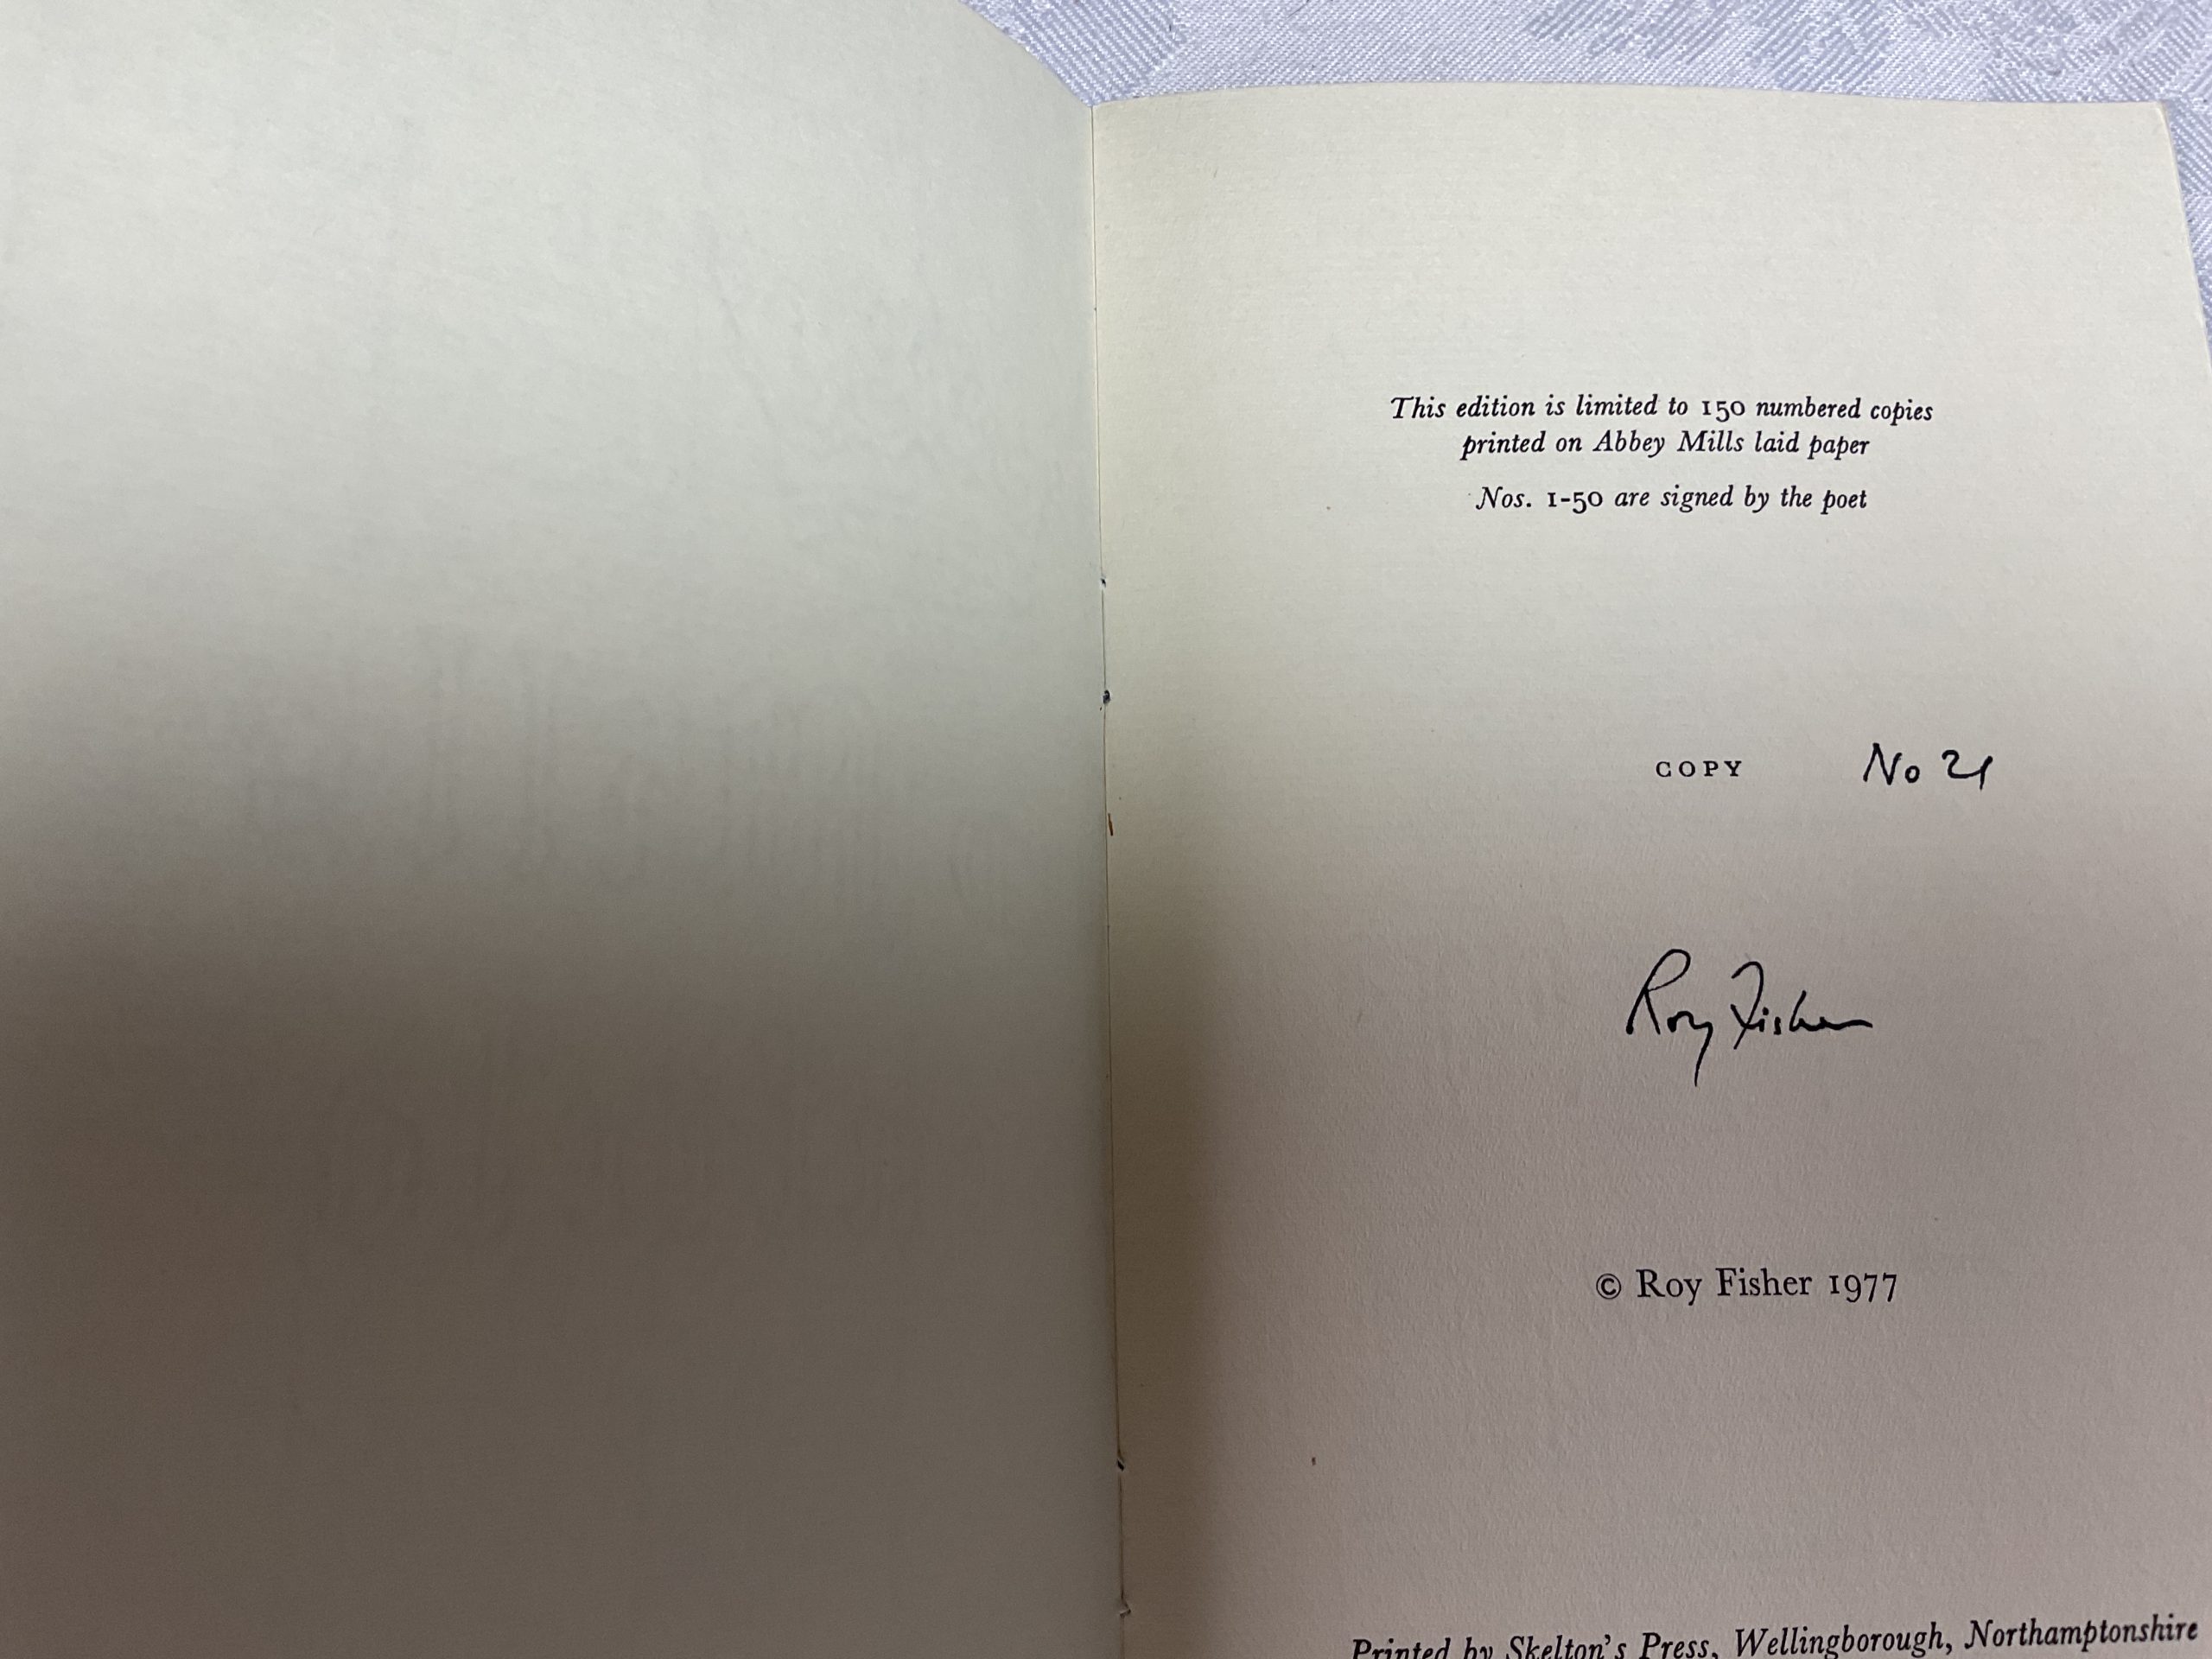 This edition is limited to 150 numbered copies
printed on Abbey Mills laid paper
Nos. 1-50 are signed by the poet
COPY No 21
Roy Fisher
© Roy Fisher 1977
Printed by Skelton's Press, Wellingborough, Northamptonshire